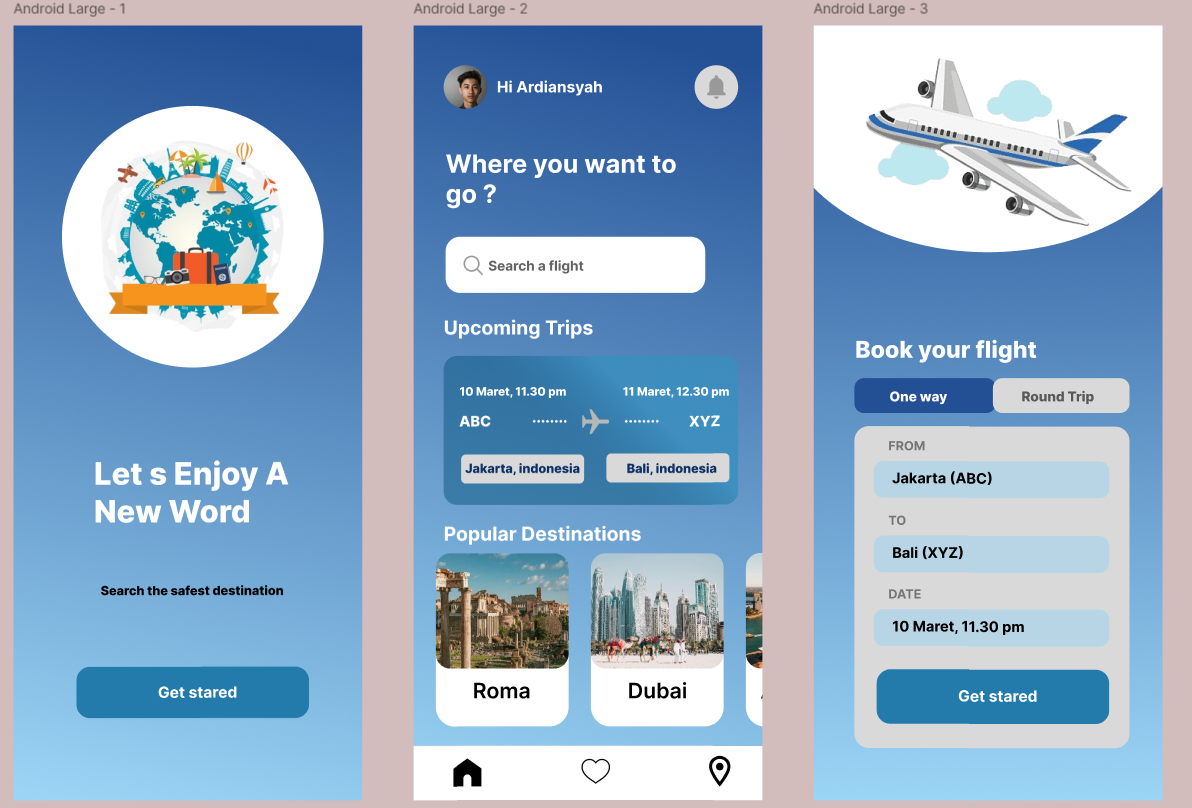 Android Large - 1
Let s Enjoy A
New Word
Search the safest destination
Get stared
Android Large - 2
Hi Ardiansyah
Where you want to
go ?
Search a flight
Upcoming Trips
10 Maret, 11.30 pm 11 Maret, 12.30 pm
ABC ........ ........ XYZ
Jakarta, indonesia Bali, indonesia
Popular Destinations
Roma Dubai
Android Large - 3
Book your flight
One way Round Trip
FROM
Jakarta (ABC)
TO
Bali (XYZ)
DATE
10 Maret, 11.30 pm
Get stared